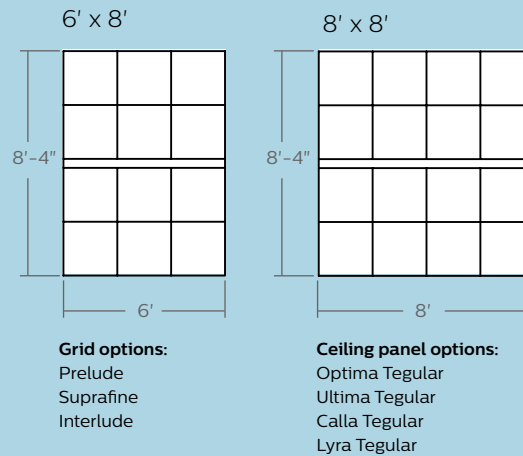 6' x 8'
8' x 8'
8'-4"
8'-4"
6'
8'
Grid options:
Prelude
Suprafine
Interlude
Ceiling panel options:
Optima Tegular
Ultima Tegular
Calla Tegular
Lyra Tegular